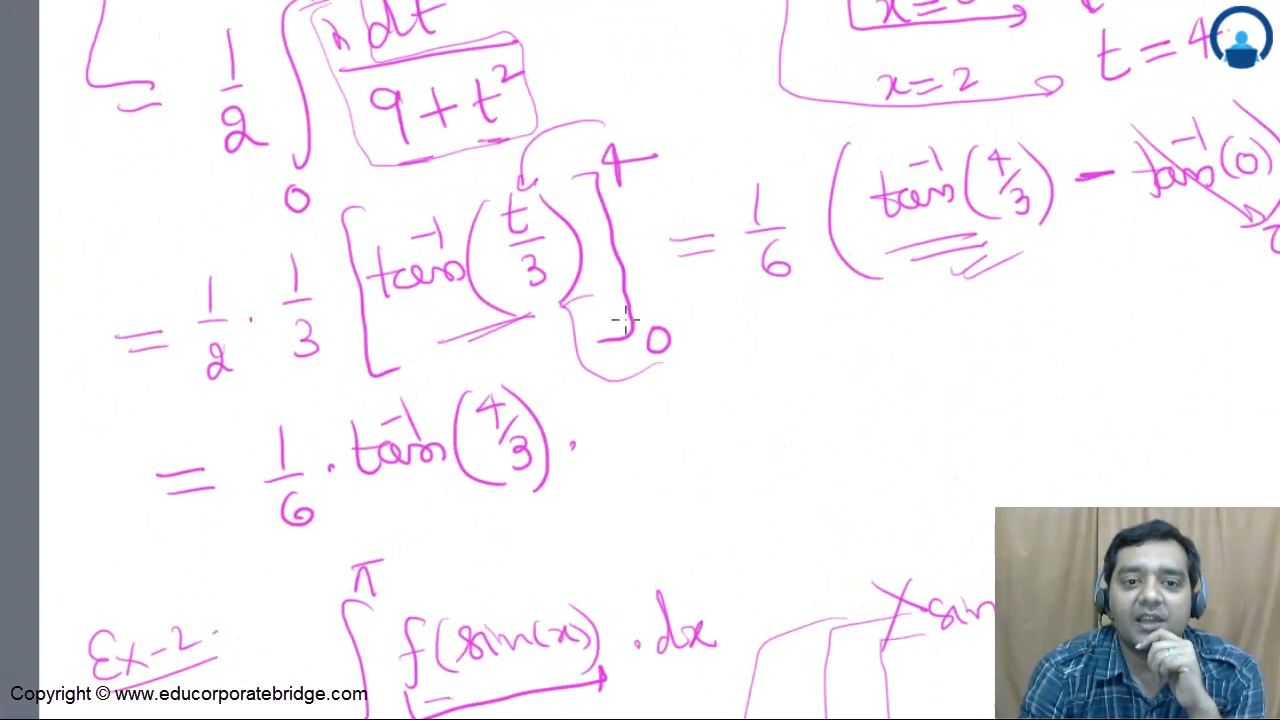 dt
x=0
= 1/2 ∫₀ 9 + t²
t = 4
x=2
= 1/2 · 1/3 [tan⁻¹(t/3)]₀⁴ = 1/6 (tan⁻¹(4/3) - tan⁻¹(0)
= 1/6 · tan⁻¹(4/3) .
Ex-2 ∫ π f(sin(x)) · dx sin
Copyright © www.educorporatebridge.com